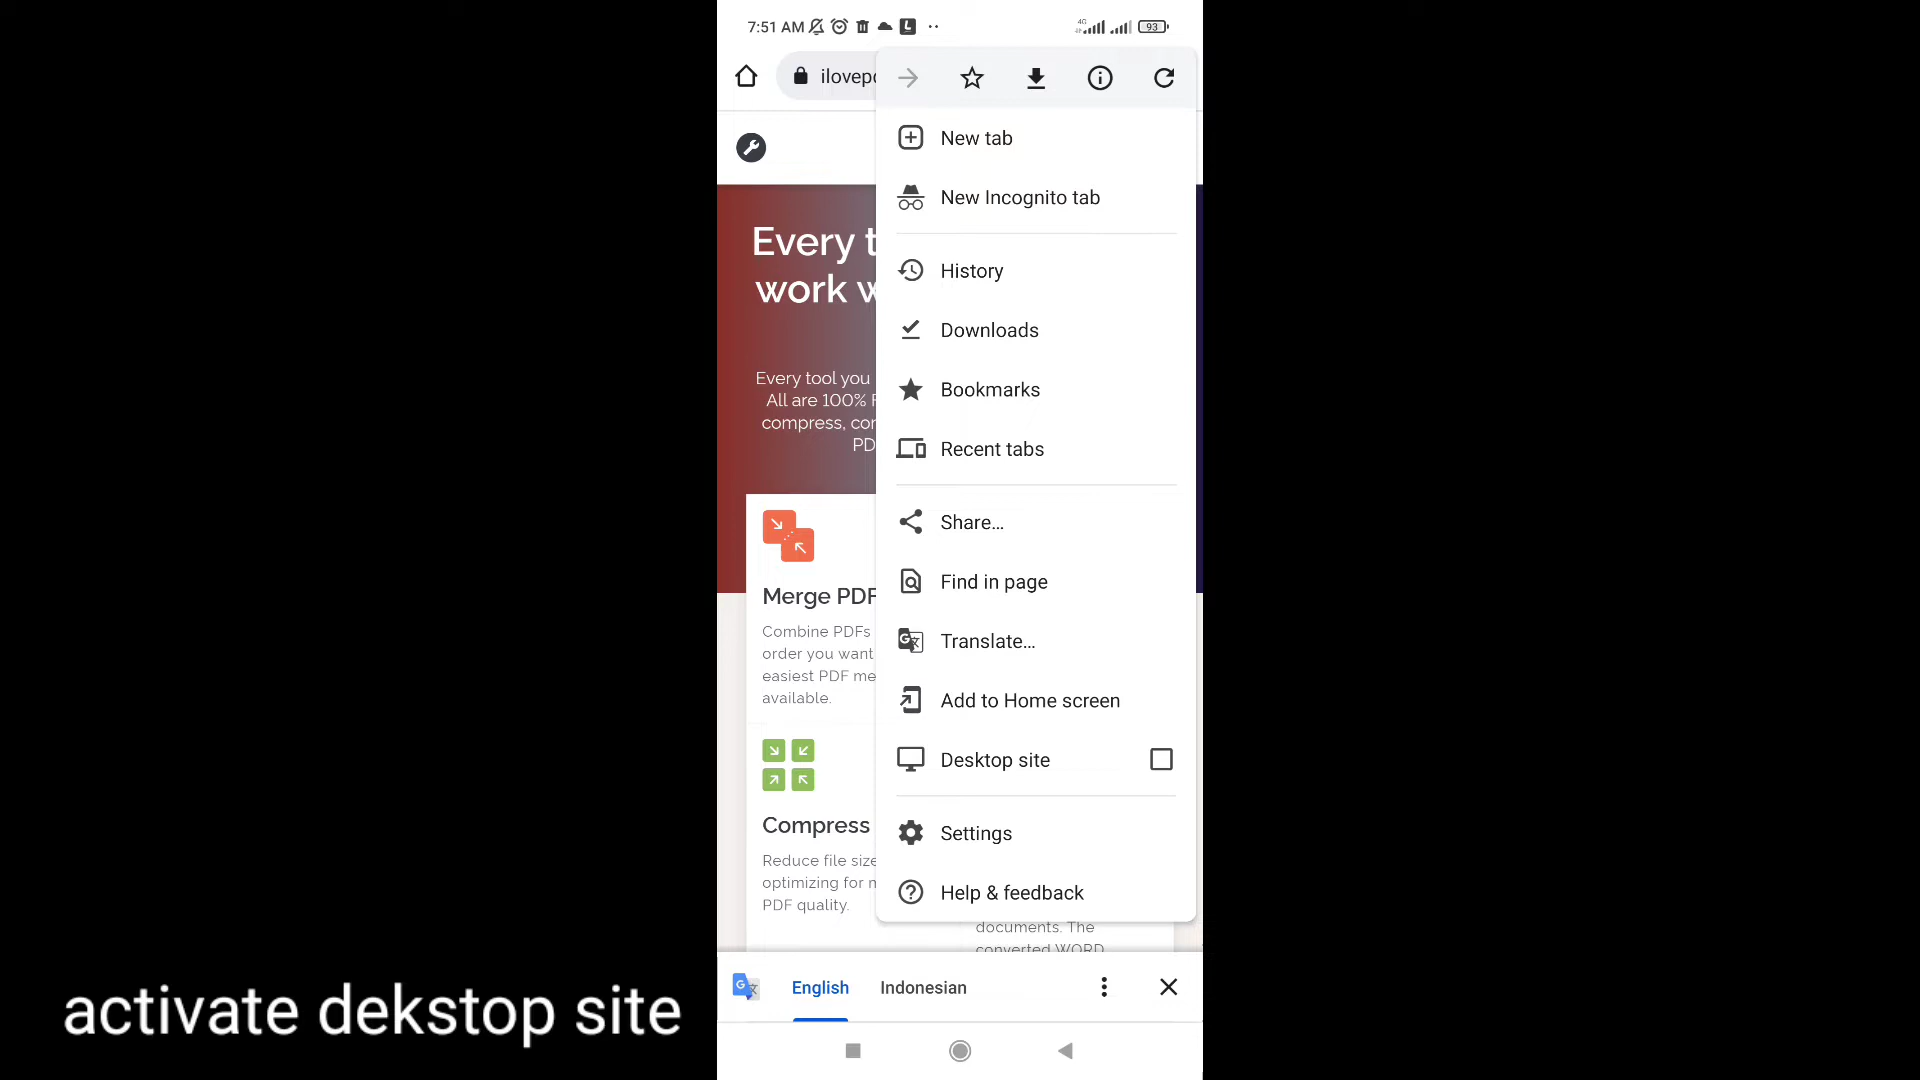 7:51 AM
4G
93
ilovepd
New tab
New Incognito tab
History
Downloads
Bookmarks
Recent tabs
Share...
Find in page
Translate...
Add to Home screen
Desktop site
Settings
Help & feedback
Every t
work w
Every tool you
All are 100% F
compress, con
PD
Merge PDF
Combine PDFs
order you want
easiest PDF me
available.
Compress
Reduce file size
optimizing for m
PDF quality.
documents. The
converted WORD
English Indonesian
activate dekstop site